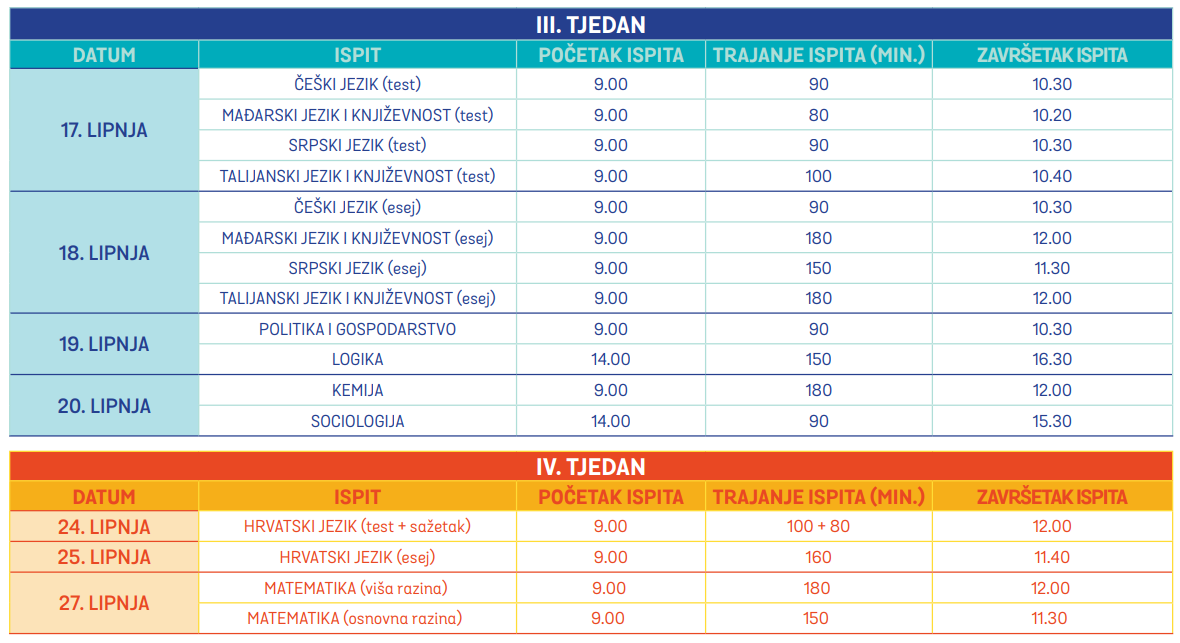 III. TJEDAN
DATUM ISPIT POČETAK ISPITA TRAJANJE ISPITA (MIN.) ZAVRŠETAK ISPITA
17. LIPNJA
ČEŠKI JEZIK (test) 9.00 90 10.30
MAĐARSKI JEZIK I KNJIŽEVNOST (test) 9.00 80 10.20
SRPSKI JEZIK (test) 9.00 90 10.30
TALIJANSKI JEZIK I KNJIŽEVNOST (test) 9.00 100 10.40
18. LIPNJA
ČEŠKI JEZIK (esej) 9.00 90 10.30
MAĐARSKI JEZIK I KNJIŽEVNOST (esej) 9.00 180 12.00
SRPSKI JEZIK (esej) 9.00 150 11.30
TALIJANSKI JEZIK I KNJIŽEVNOST (esej) 9.00 180 12.00
19. LIPNJA
POLITIKA I GOSPODARSTVO 9.00 90 10.30
LOGIKA 14.00 150 16.30
20. LIPNJA
KEMIJA 9.00 180 12.00
SOCIOLOGIJA 14.00 90 15.30
IV. TJEDAN
DATUM ISPIT POČETAK ISPITA TRAJANJE ISPITA (MIN.) ZAVRŠETAK ISPITA
24. LIPNJA HRVATSKI JEZIK (test + sažetak) 9.00 100 + 80 12.00
25. LIPNJA HRVATSKI JEZIK (esej) 9.00 160 11.40
27. LIPNJA
MATEMATIKA (viša razina) 9.00 180 12.00
MATEMATIKA (osnovna razina) 9.00 150 11.30